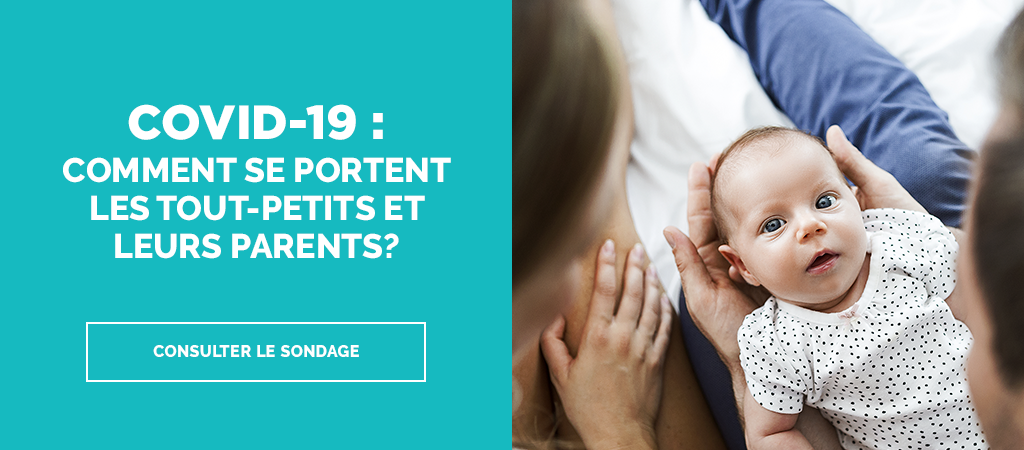 COVID-19 :
COMMENT SE PORTENT
LES TOUT-PETITS ET
LEURS PARENTS?
CONSULTER LE SONDAGE